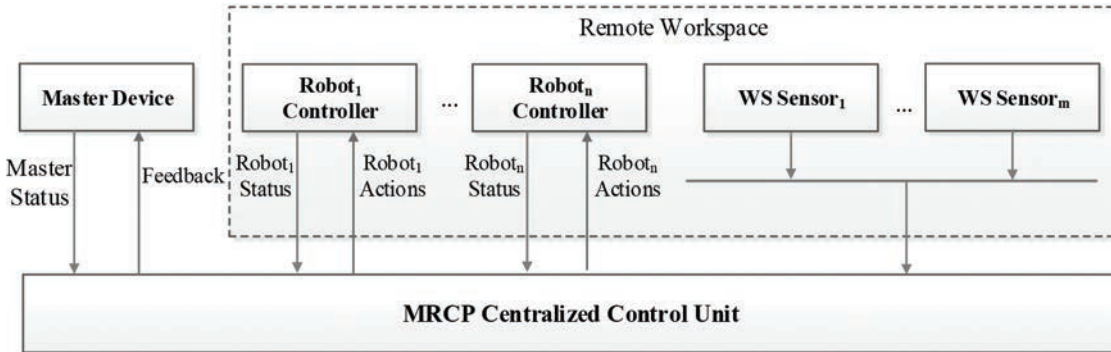 Remote Workspace
Master Device
Robot₁
Controller
...
Robotₙ
Controller
WS Sensor₁
...
WS Sensorₘ
Master
Status
Feedback
Robot₁
Status
Robot₁
Actions
Robotₙ
Status
Robotₙ
Actions
MRCP Centralized Control Unit